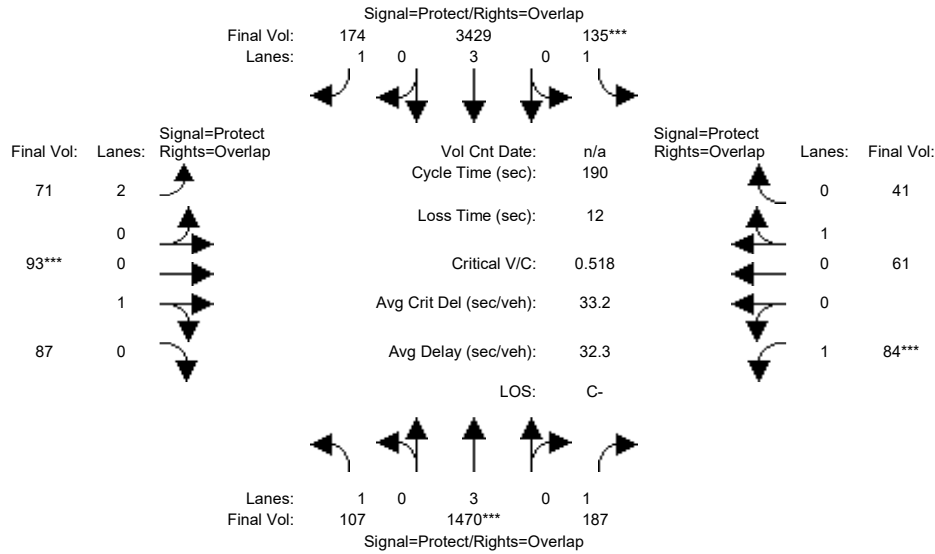 Signal=Protect/Rights=Overlap
Final Vol: 174 3429 135***
Lanes: 1 0 3 0 1
Signal=Protect Signal=Protect
Final Vol: Lanes: Rights=Overlap Vol Cnt Date: n/a Rights=Overlap Lanes: Final Vol:
Cycle Time (sec): 190
71 2 0 41
Loss Time (sec): 12
0 1
93*** 0 Critical V/C: 0.518 0 61
1 Avg Crit Del (sec/veh): 33.2 0
87 0 Avg Delay (sec/veh): 32.3 1 84***
LOS: C-
Lanes: 1 0 3 0 1
Final Vol: 107 1470*** 187
Signal=Protect/Rights=Overlap